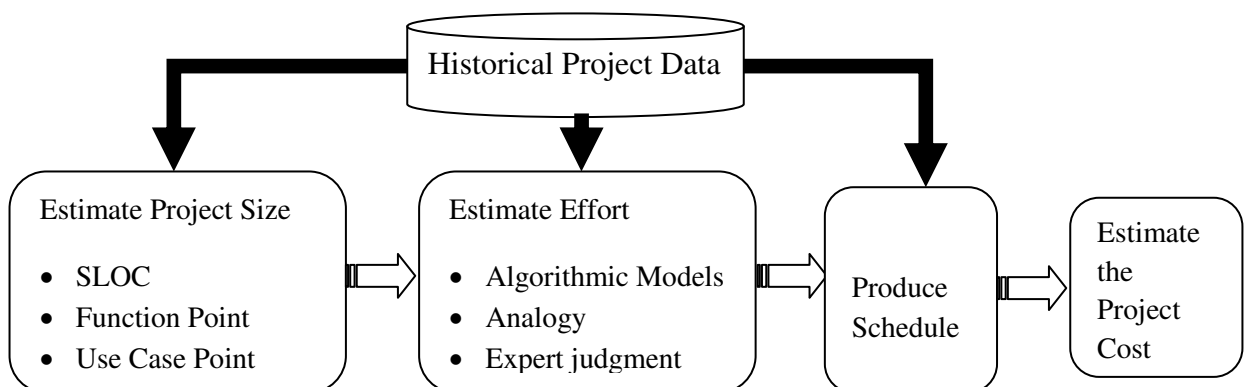 Historical Project Data
Estimate Project Size
• SLOC
• Function Point
• Use Case Point
Estimate Effort
• Algorithmic Models
• Analogy
• Expert judgment
Produce
Schedule
Estimate
the
Project
Cost